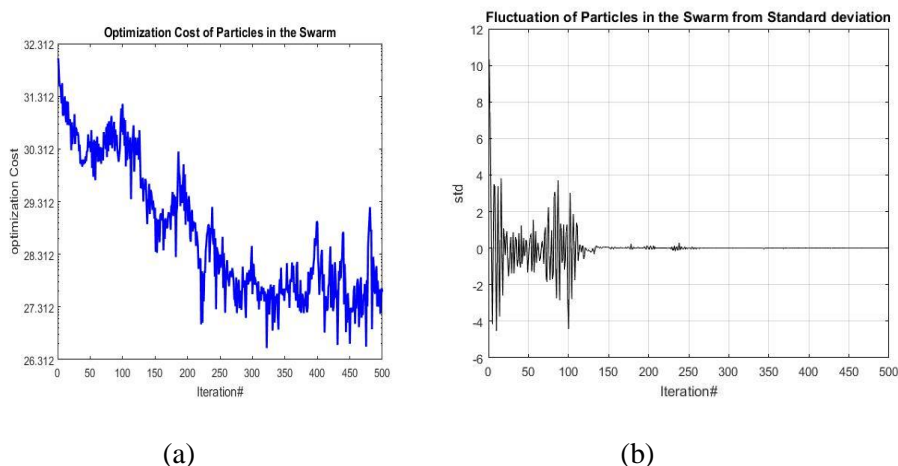 Optimization Cost of Particles in the Swarm
32.312
31.312
30.312
29.312
28.312
27.312
26.312
optimization Cost
0 50 100 150 200 250 300 350 400 450 500
Iteration#
(a)
Fluctuation of Particles in the Swarm from Standard deviation
12
10
8
6
4
2
0
-2
-4
-6
std
0 50 100 150 200 250 300 350 400 450 500
Iteration#
(b)